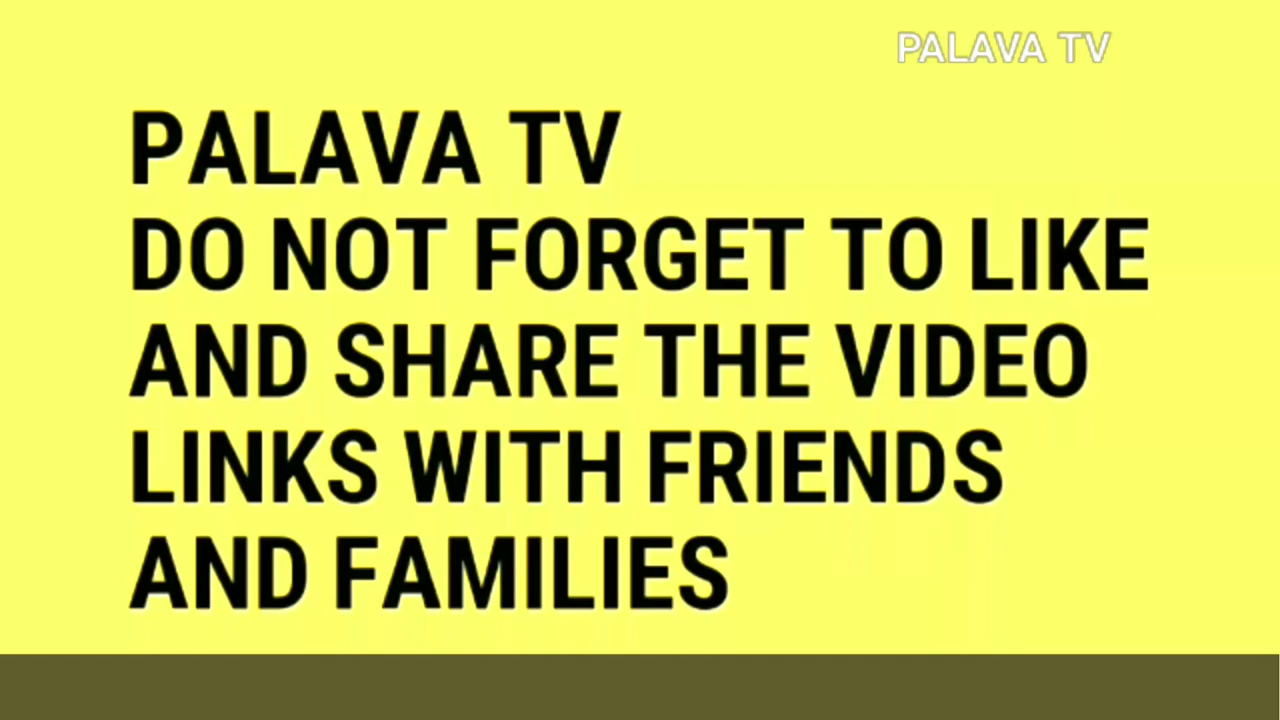 PALAVA TV
PALAVA TV
DO NOT FORGET TO LIKE
AND SHARE THE VIDEO
LINKS WITH FRIENDS
AND FAMILIES